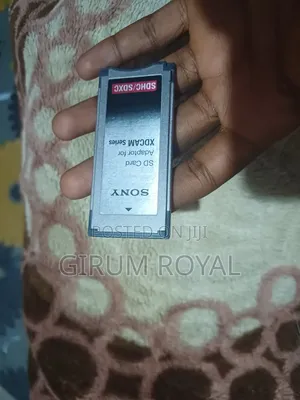 SONY
SD Card
Adaptor for
XDCAM Series
SDHC/SDXC
POSTED ON JIJI
GIRUM ROYAL